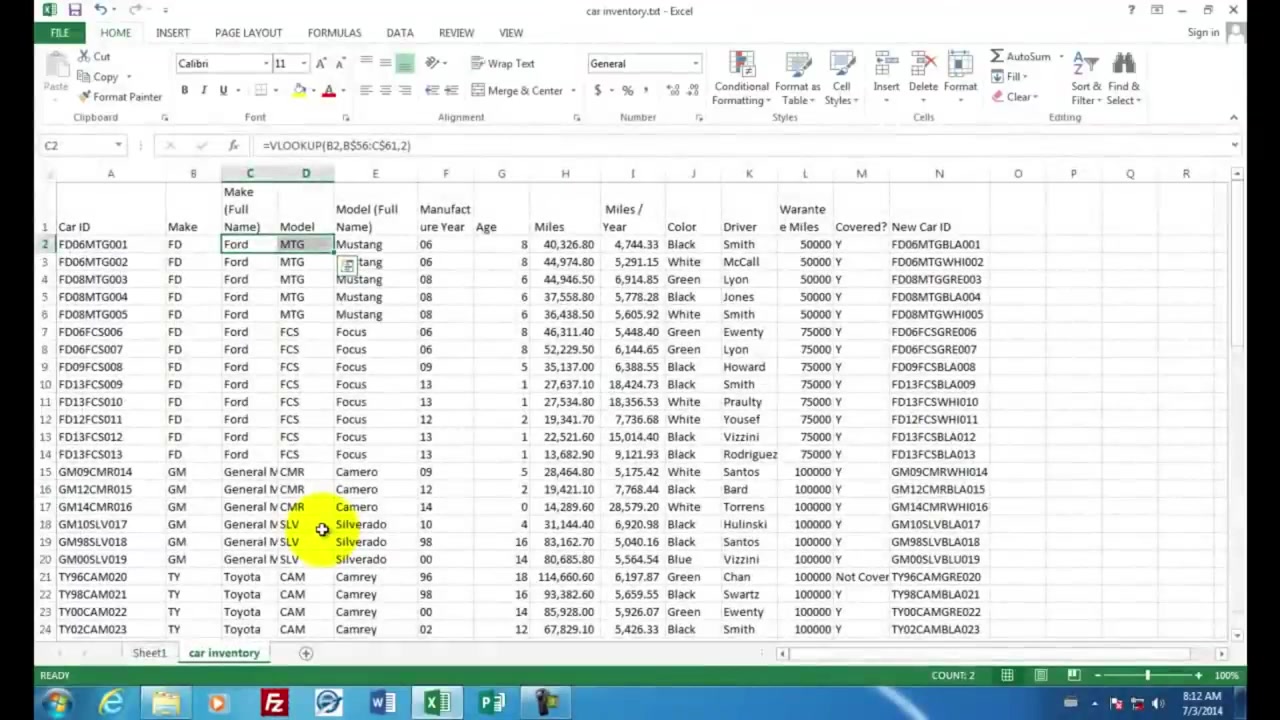 car inventory.txt - Excel
FILE HOME INSERT PAGE LAYOUT FORMULAS DATA REVIEW VIEW Sign in
Cut Calibri 11 Wrap Text General AutoSum
Paste Copy Conditional Format as Cell Insert Delete Format Fill Sort & Find &
Format Painter B I U Merge & Center $ % , Formatting Table Styles Clear Filter Select
Clipboard Font Alignment Number Styles Cells Editing
C2 fx =VLOOKUP(B2,B$56:C$61,2)
A B C D E F G H I J K L M N O P Q R
Make
(Full Model (Full Manufact Miles / Warante
1 Car ID Make Name) Model Name) ure Year Age Miles Year Color Driver e Miles Covered? New Car ID
2 FD06MTG001 FD Ford MTG Mustang 06 8 40,326.80 4,744.33 Black Smith 50000 Y FD06MTGBLA001
3 FD06MTG002 FD Ford MTG tang 06 8 44,974.80 5,291.15 White McCall 50000 Y FD06MTGWHI002
4 FD08MTG003 FD Ford MTG Mustang 08 6 44,946.50 6,914.85 Green Lyon 50000 Y FD08MTGGRE003
5 FD08MTG004 FD Ford MTG Mustang 08 6 37,558.80 5,778.28 Black Jones 50000 Y FD08MTGBLA004
6 FD08MTG005 FD Ford MTG Mustang 08 6 36,438.50 5,605.92 White Smith 50000 Y FD08MTGWHI005
7 FD06FCS006 FD Ford FCS Focus 06 8 46,311.40 5,448.40 Green Ewenty 75000 Y FD06FCSGRE006
8 FD06FCS007 FD Ford FCS Focus 06 8 52,229.50 6,144.65 Green Lyon 75000 Y FD06FCSGRE007
9 FD09FCS008 FD Ford FCS Focus 09 5 35,137.00 6,388.55 Black Howard 75000 Y FD09FCSBLA008
10 FD13FCS009 FD Ford FCS Focus 13 1 27,637.10 18,424.73 Black Smith 75000 Y FD13FCSBLA009
11 FD13FCS010 FD Ford FCS Focus 13 1 27,534.80 18,356.53 White Praulty 75000 Y FD13FCSWHI010
12 FD12FCS011 FD Ford FCS Focus 12 2 19,341.70 7,736.68 White Yousef 75000 Y FD12FCSWHI011
13 FD13FCS012 FD Ford FCS Focus 13 1 22,521.60 15,014.40 Black Vizzini 75000 Y FD13FCSBLA012
14 FD13FCS013 FD Ford FCS Focus 13 1 13,682.90 9,121.93 Black Rodriguez 75000 Y FD13FCSBLA013
15 GM09CMR014 GM General M CMR Camero 09 5 28,464.80 5,175.42 White Santos 100000 Y GM09CMRWHI014
16 GM12CMR015 GM General M CMR Camero 12 2 19,421.10 7,768.44 Black Bard 100000 Y GM12CMRBLA015
17 GM14CMR016 GM General M CMR Camero 14 0 14,289.60 28,579.20 White Torrens 100000 Y GM14CMRWHI016
18 GM10SLV017 GM General M SLV Silverado 10 4 31,144.40 6,920.98 Black Hulinski 100000 Y GM10SLVBLA017
19 GM98SLV018 GM General M SLV Silverado 98 16 83,162.70 5,040.16 Black Santos 100000 Y GM98SLVBLA018
20 GM00SLV019 GM General M SLV Silverado 00 14 80,685.80 5,564.54 Blue Vizzini 100000 Y GM00SLVBLU019
21 TY96CAM020 TY Toyota CAM Camrey 96 18 114,660.60 6,197.87 Green Chan 100000 Not Cover TY96CAMGRE020
22 TY98CAM021 TY Toyota CAM Camrey 98 16 93,382.60 5,659.55 Black Swartz 100000 Y TY98CAMBLA021
23 TY00CAM022 TY Toyota CAM Camrey 00 14 85,928.00 5,926.07 Green Ewenty 100000 Y TY00CAMGRE022
24 TY02CAM023 TY Toyota CAM Camrey 02 12 67,829.10 5,426.33 Black Smith 100000 Y TY02CAMBLA023
Sheet1 car inventory
READY COUNT: 2 100%
8:12 AM
7/3/2014